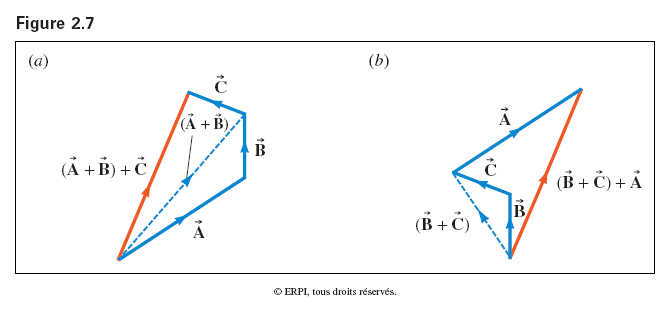 Figure 2.7
(a)
C⃗
(A⃗ + B⃗)
B⃗
(A⃗ + B⃗) + C⃗
A⃗
(b)
A⃗
C⃗
(B⃗ + C⃗) + A⃗
B⃗
(B⃗ + C⃗)
© ERPI, tous droits réservés.